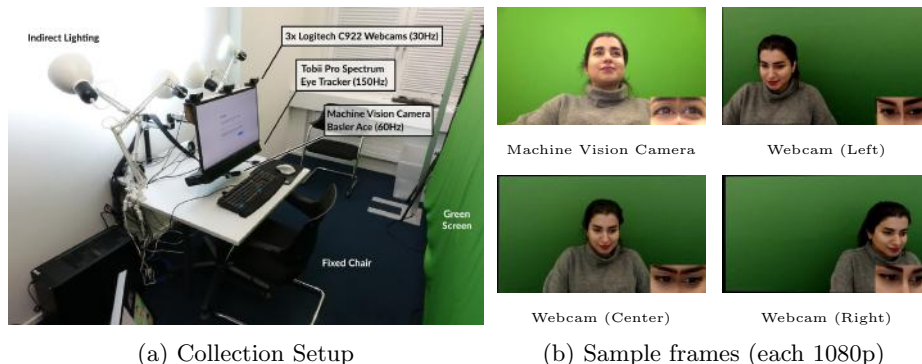 Indirect Lighting
3x Logitech C922 Webcams (30Hz)
Tobii Pro Spectrum
Eye Tracker (150Hz)
Machine Vision Camera
Basler Ace (60Hz)
Green
Screen
Fixed Chair
(a) Collection Setup
Machine Vision Camera
Webcam (Left)
Webcam (Center)
Webcam (Right)
(b) Sample frames (each 1080p)